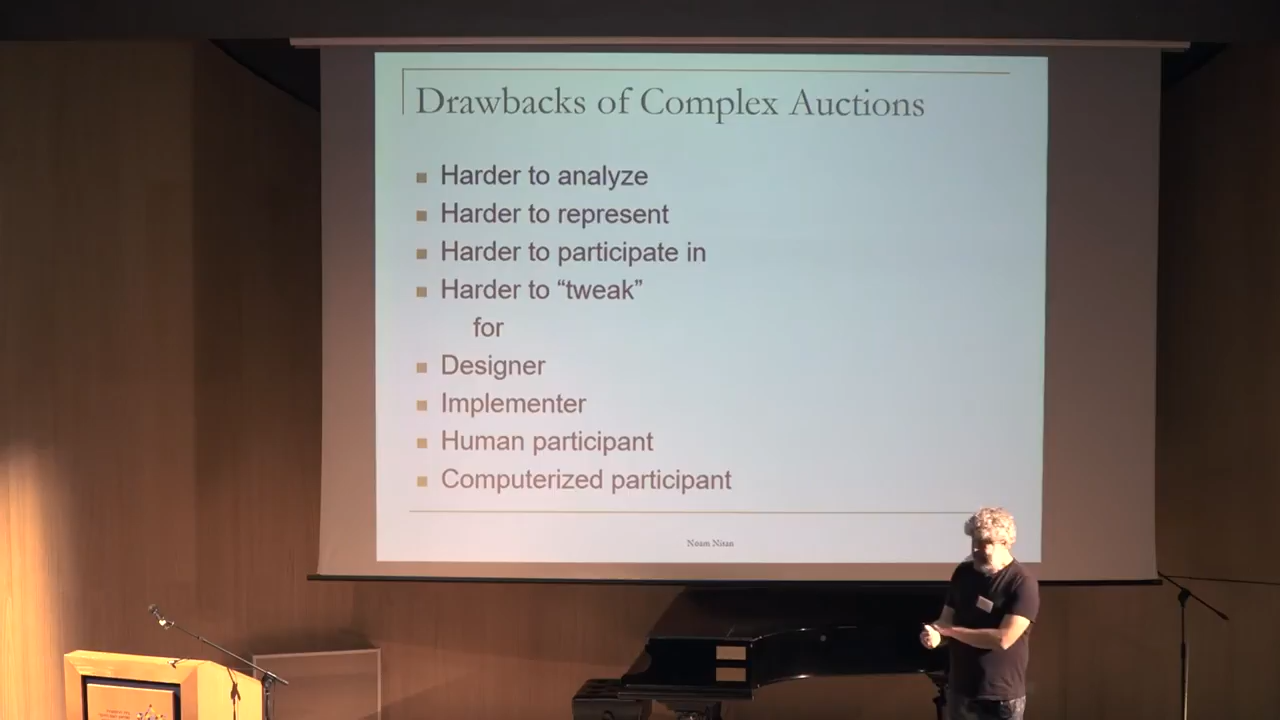 Drawbacks of Complex Auctions
Harder to analyze
Harder to represent
Harder to participate in
Harder to “tweak”
for
Designer
Implementer
Human participant
Computerized participant
Noam Nisan